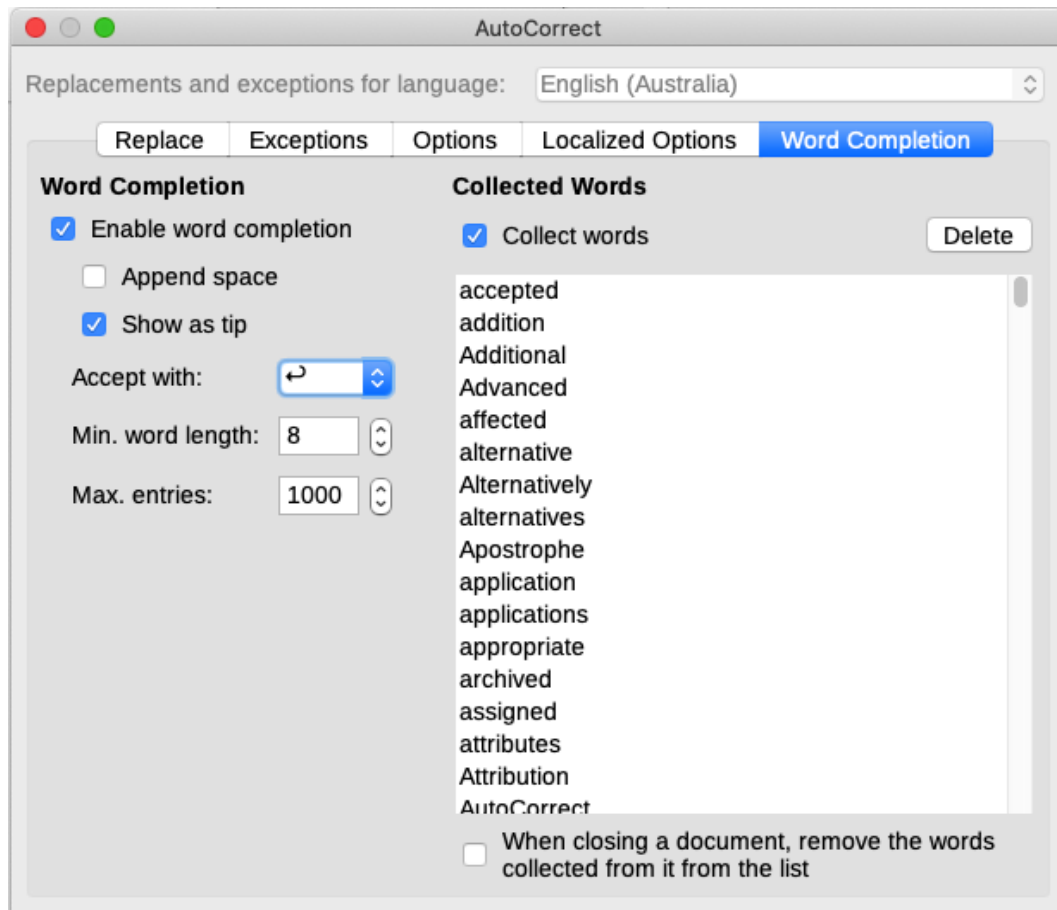 AutoCorrect
Replacements and exceptions for language: English (Australia)
Replace Exceptions Options Localized Options Word Completion
Word Completion
Enable word completion
Append space
Show as tip
Accept with: ↩
Min. word length: 8
Max. entries: 1000
Collected Words
Collect words Delete
accepted
addition
Additional
Advanced
affected
alternative
Alternatively
alternatives
Apostrophe
application
applications
appropriate
archived
assigned
attributes
Attribution
AutoCorrect
When closing a document, remove the words
collected from it from the list